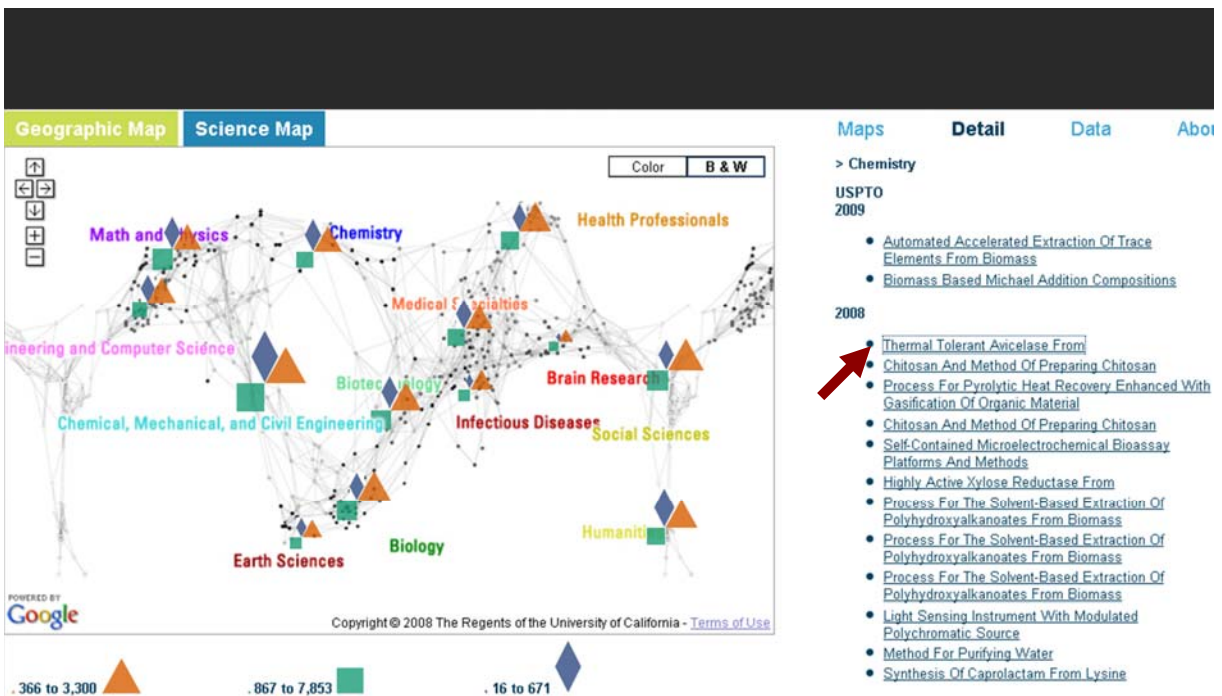 Geographic Map
Science Map
Maps
Detail
Data
Abou
Color
B & W
> Chemistry
USPTO
2009
Automated Accelerated Extraction Of Trace
Elements From Biomass
Biomass Based Michael Addition Compositions
2008
Thermal Tolerant Avicelase From
Chitosan And Method Of Preparing Chitosan
Process For Pyrolytic Heat Recovery Enhanced With
Gasification Of Organic Material
Chitosan And Method Of Preparing Chitosan
Self-Contained Microelectrochemical Bioassay
Platforms And Methods
Highly Active Xylose Reductase From
Process For The Solvent-Based Extraction Of
Polyhydroxyalkanoates From Biomass
Process For The Solvent-Based Extraction Of
Polyhydroxyalkanoates From Biomass
Process For The Solvent-Based Extraction Of
Polyhydroxyalkanoates From Biomass
Light Sensing Instrument With Modulated
Polychromatic Source
Method For Purifying Water
Synthesis Of Caprolactam From Lysine
Math and Physics
Chemistry
Health Professionals
Medical Specialties
ineering and Computer Science
Biotechnology
Brain Research
Chemical, Mechanical, and Civil Engineering
Infectious Diseases
Social Sciences
Humanities
Biology
Earth Sciences
POWERED BY
Google
Copyright © 2008 The Regents of the University of California - Terms of Use
. 366 to 3,300
. 867 to 7,853
. 16 to 671